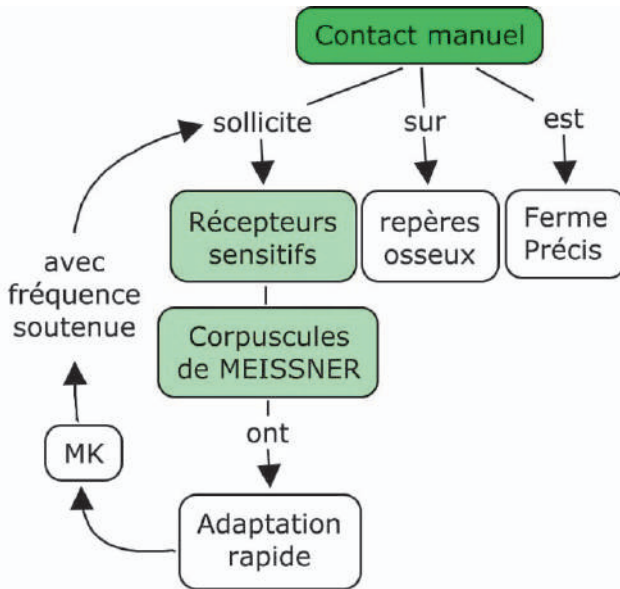 Contact manuel
sollicite
sur
est
Récepteurs
sensitifs
repères
osseux
Ferme
Précis
avec
fréquence
soutenue
Corpuscules
de MEISSNER
ont
MK
Adaptation
rapide